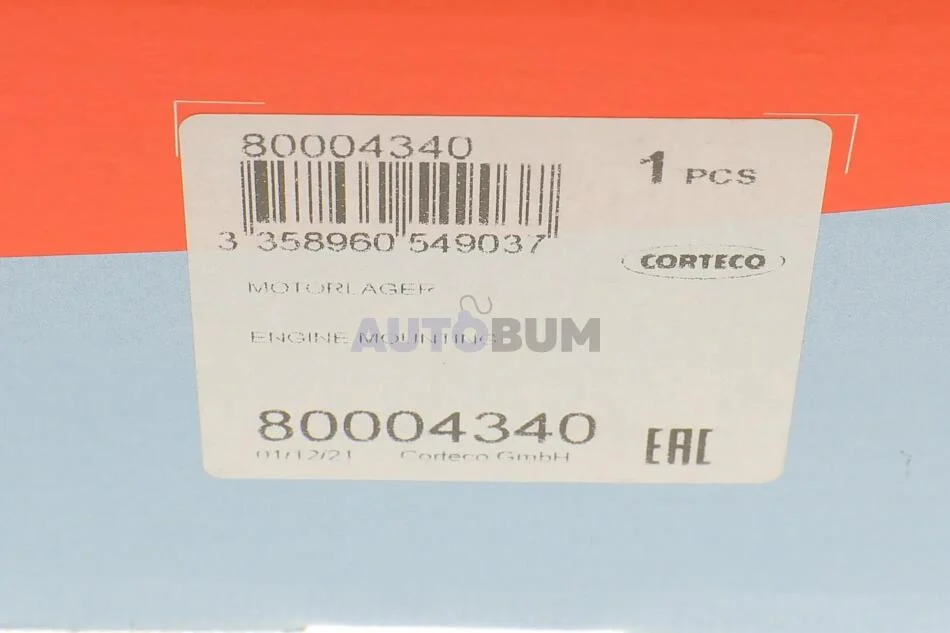 80004340
1 PCS
3 358960 549037
CORTECO
MOTORLAGER
ENGINE MOUNTING
AUTOBUM
80004340
01/12/21 Corteco GmbH
EAC